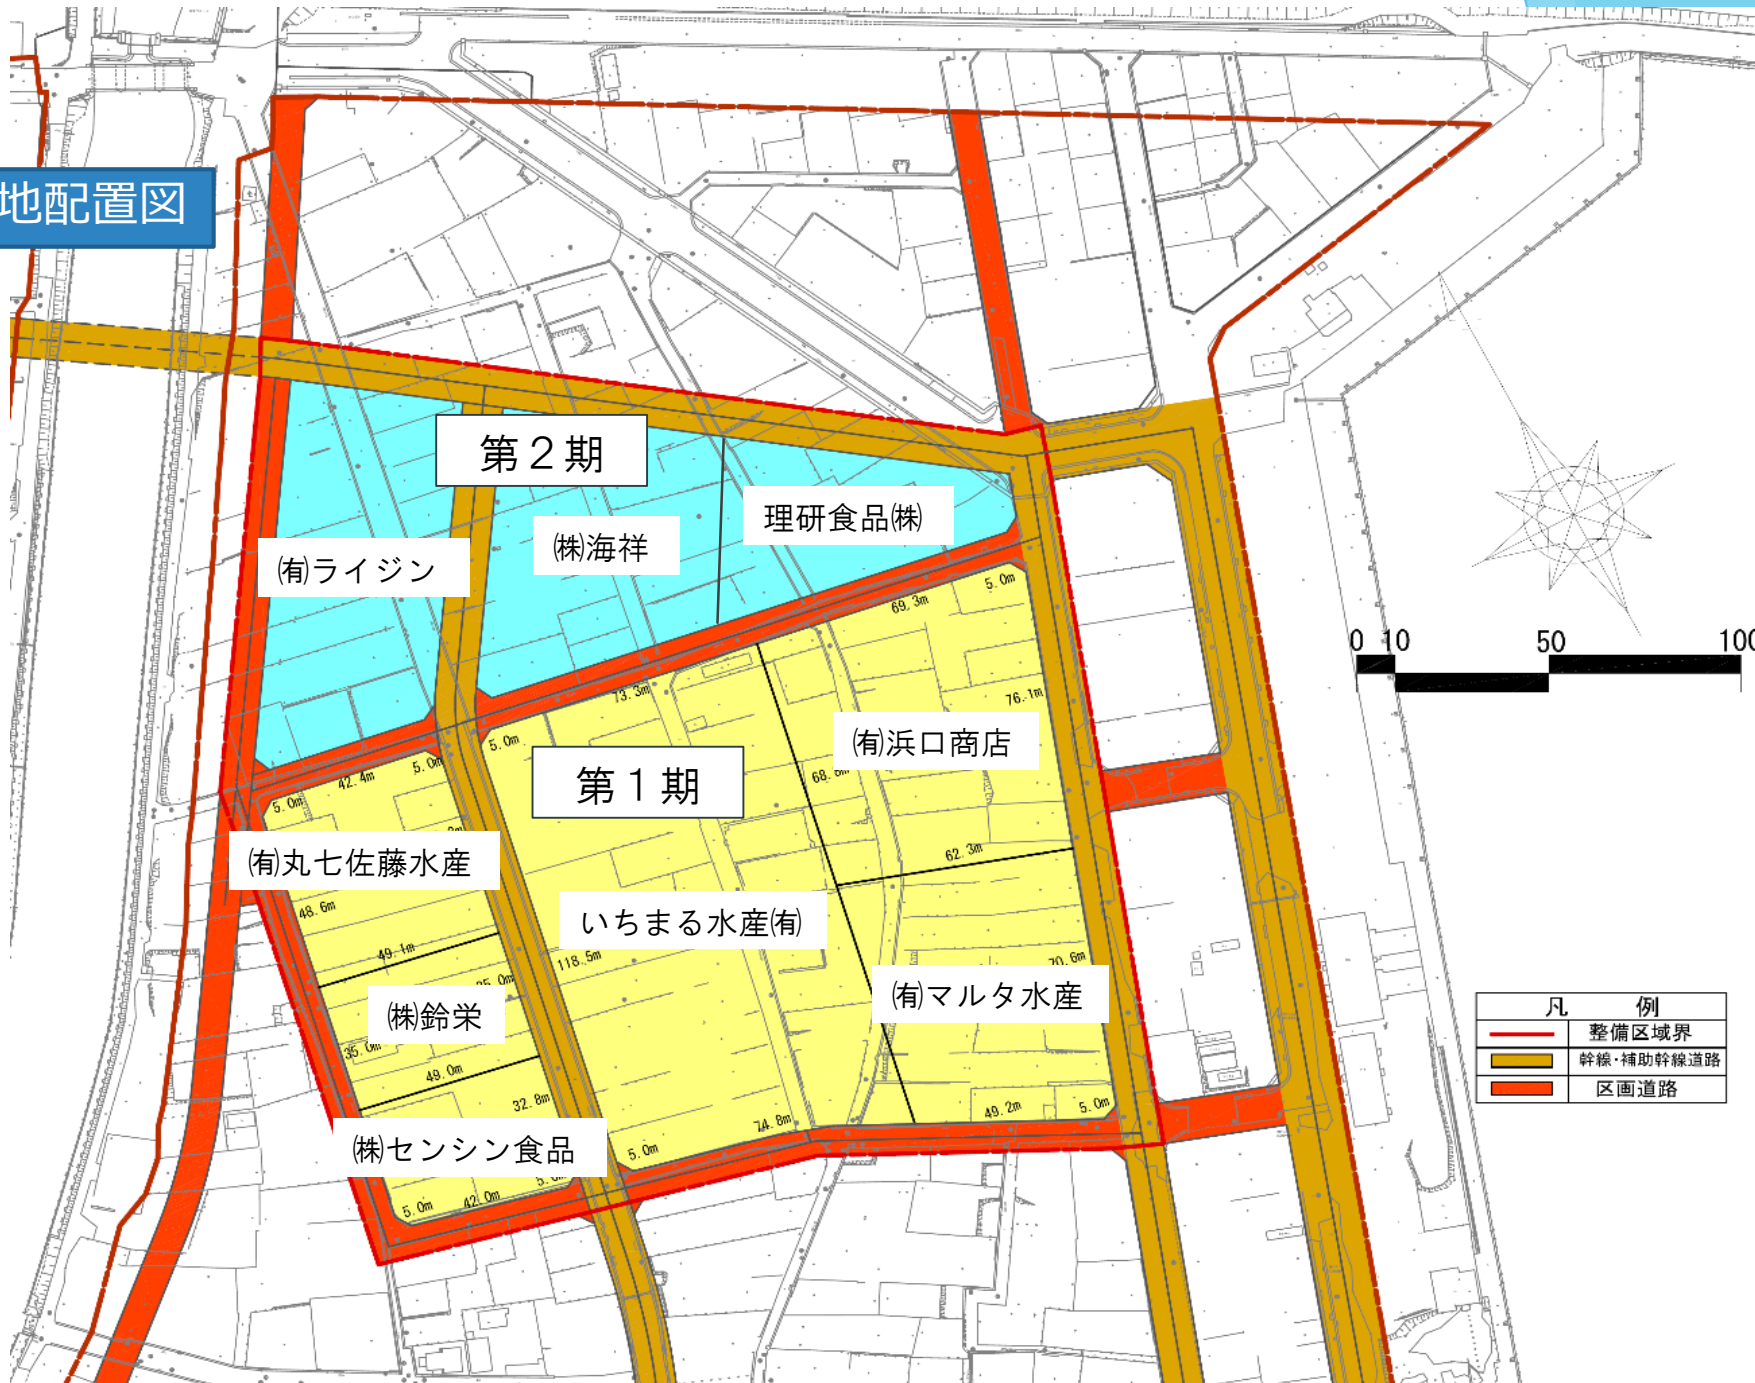 地配置図
第２期
理研食品㈱
㈱海祥
㈲ライジン
5.0m
69.3m
0 10 50 100
73.3m
76.1m
㈲浜口商店
5.0m
第１期
42.4m
5.0m
5.0m
62.3m
㈲丸七佐藤水産
48.6m
いちまる水産㈲
49.1m
118.5m
70.6m
㈲マルタ水産
㈱鈴栄
35.0m
凡 例
整備区域界
幹線・補助幹線道路
区画道路
49.0m
32.8m
49.2m
5.0m
74.8m
㈱センシン食品
5.0m
42.0m
5.0m